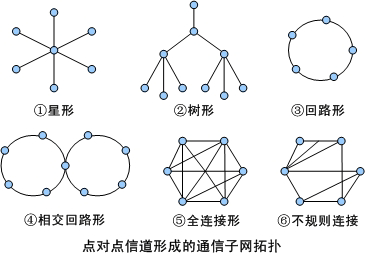 ①星形
②树形
③回路形
④相交回路形
⑤全连接形
⑥不规则连接
点对点信道形成的通信子网拓扑